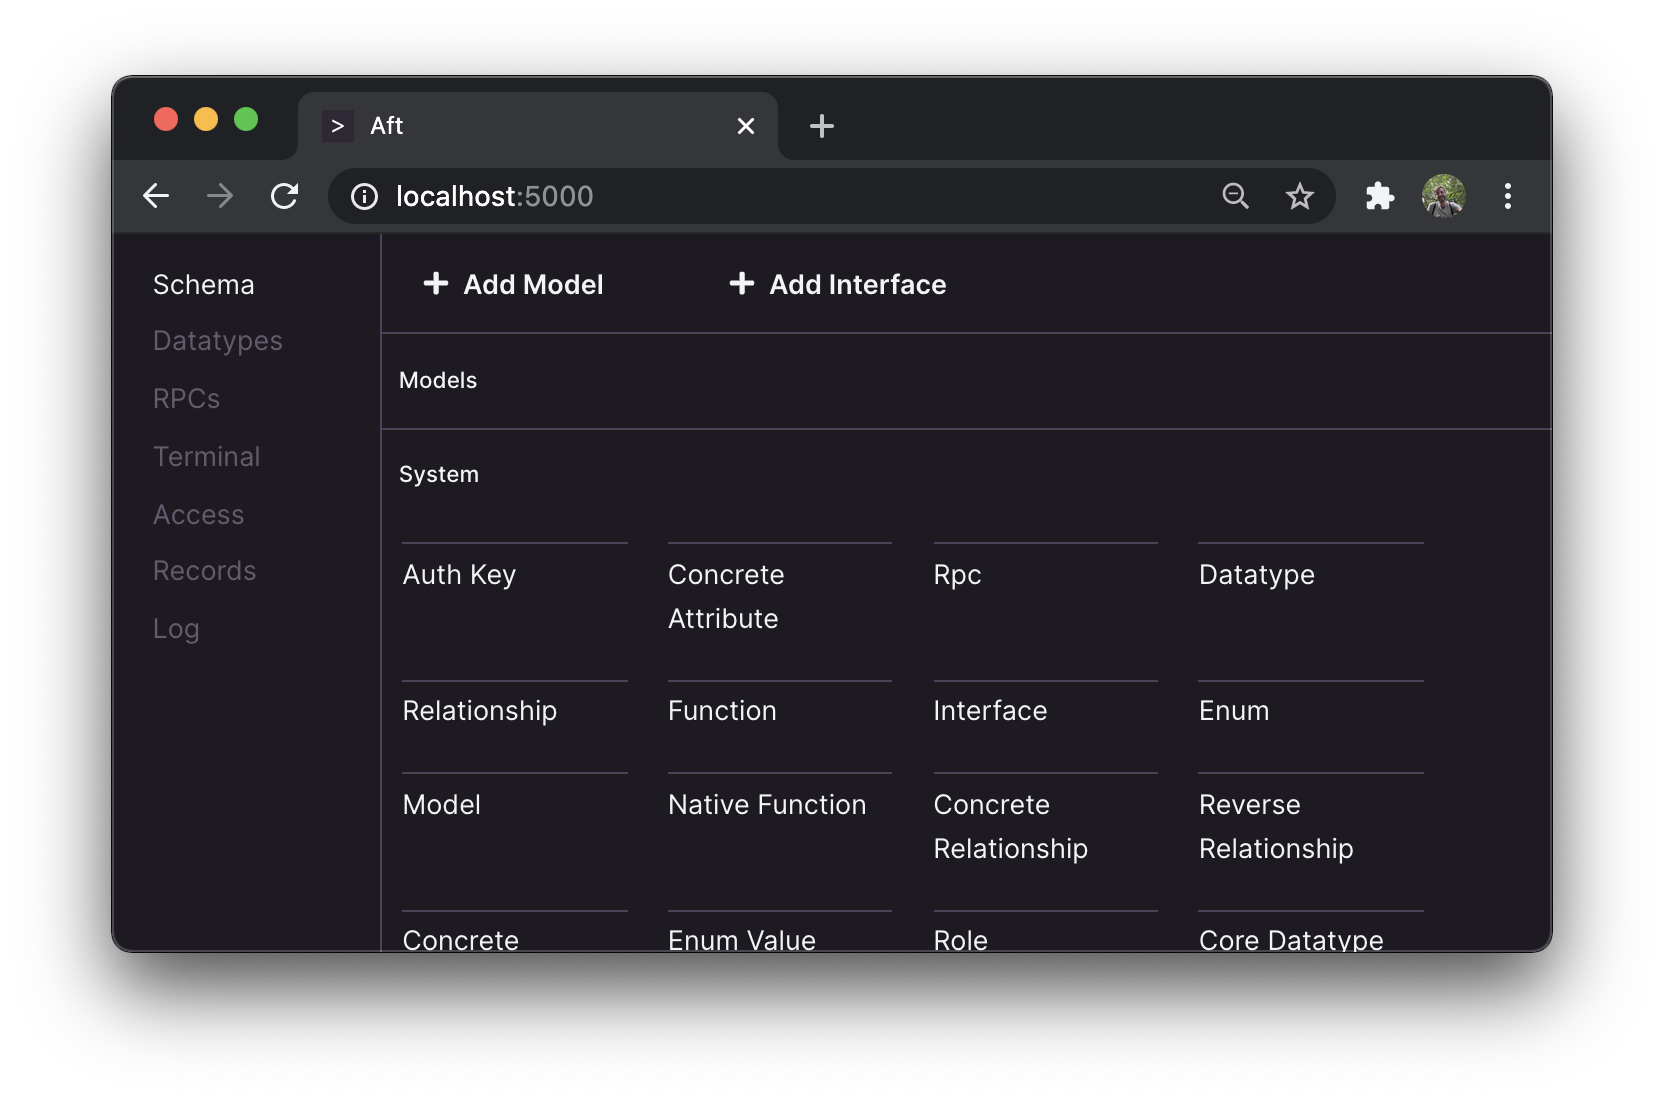 > Aft
localhost:5000
Schema
Datatypes
RPCs
Terminal
Access
Records
Log
Add Model
Add Interface
Models
System
Auth Key
Concrete
Attribute
Rpc
Datatype
Relationship
Function
Interface
Enum
Model
Native Function
Concrete
Relationship
Reverse
Relationship
Concrete
Enum Value
Role
Core Datatype